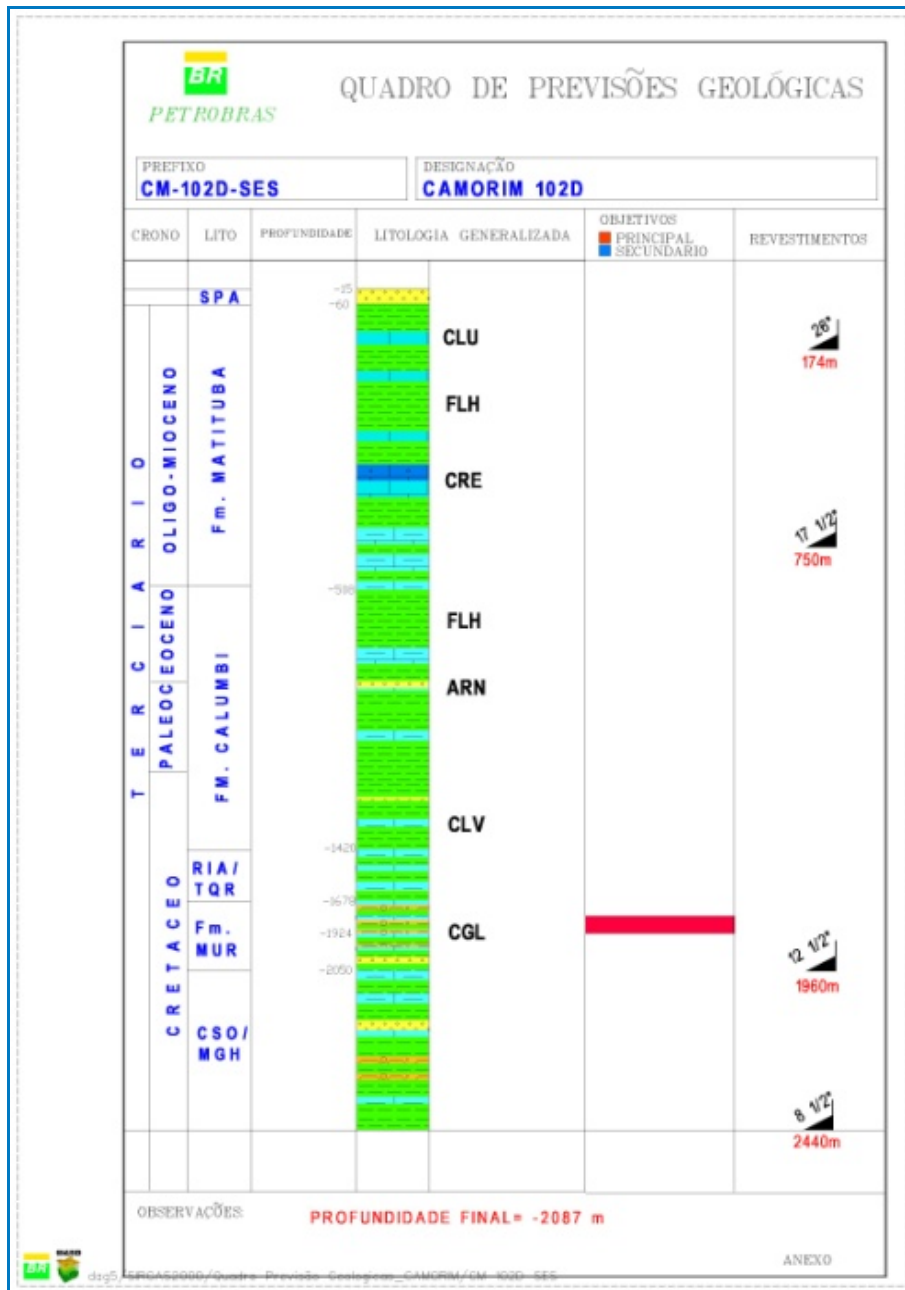 BR
PETROBRAS
QUADRO DE PREVISÕES GEOLÓGICAS
PREFIXO
CM-102D-SES
DESIGNAÇÃO
CAMORIM 102D
CRONO LITO PROFUNDIDADE LITOLOGIA GENERALIZADA OBJETIVOS PRINCIPAL SECUNDÁRIO REVESTIMENTOS
SPA
-25
-60
TERCIARIO
OLIGO-MIOCENO
Fm. MATITUBA
CLU
FLH
CRE
26"
174m
17 1/2"
750m
EOCENO
PALEOC
FM. CALUMBI
FLH
ARN
CLV
-1420
CRETACEO
RIA/
TQR
-1678
Fm.
MUR
-1924
CGL
-2050
12 1/2"
1960m
CSO/
MGH
8 1/2"
2440m
OBSERVAÇÕES:
PROFUNDIDADE FINAL= -2087 m
ANEXO
BR